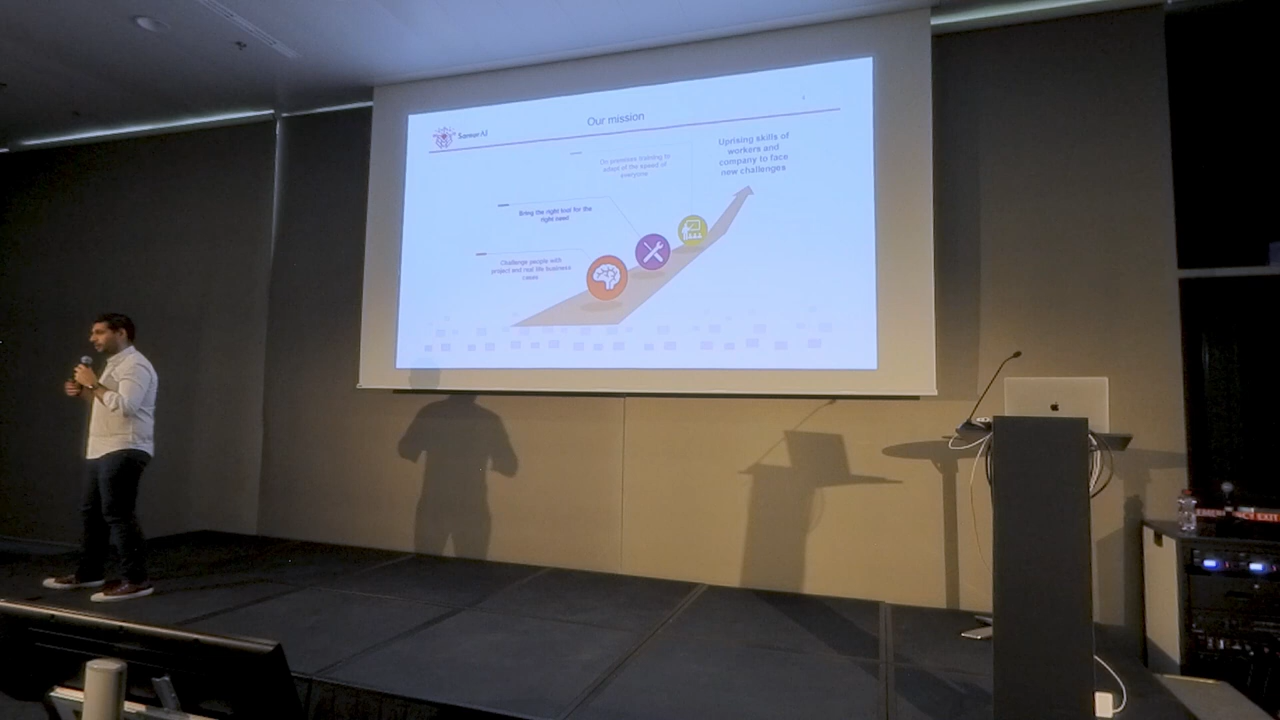 Our mission
SamurAI
Uprising skills of
workers and
company to face
new challenges
On premises training to
adapt at the speed of
everyone
Bring the right tool for the
right need
Challenge people with
project and real life business
cases
EXIT